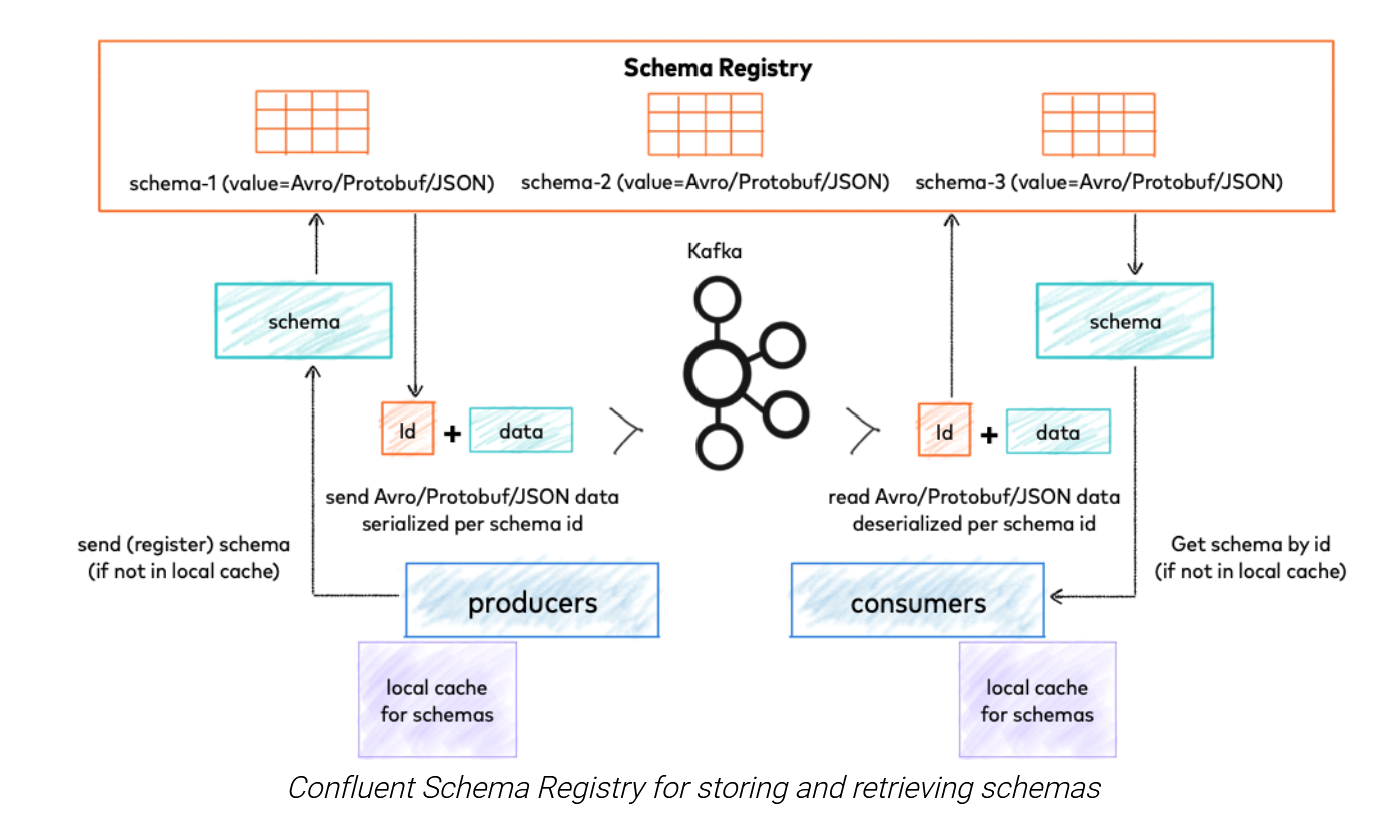 Schema Registry
schema-1 (value=Avro/Protobuf/JSON)
schema-2 (value=Avro/Protobuf/JSON)
schema-3 (value=Avro/Protobuf/JSON)
Kafka
schema
schema
Id
+
data
Id
+
data
send Avro/Protobuf/JSON data
serialized per schema id
read Avro/Protobuf/JSON data
deserialized per schema id
send (register) schema
(if not in local cache)
Get schema by id
(if not in local cache)
producers
consumers
local cache
for schemas
local cache
for schemas
Confluent Schema Registry for storing and retrieving schemas